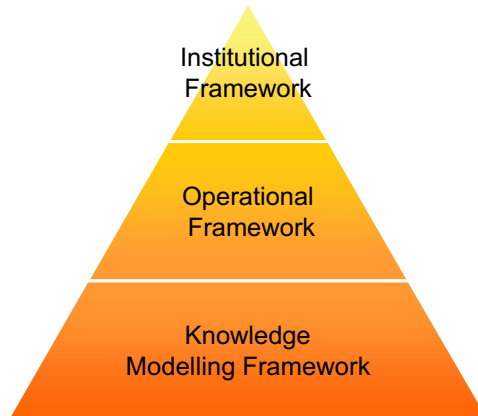 Institutional
Framework
Operational
Framework
Knowledge
Modelling Framework